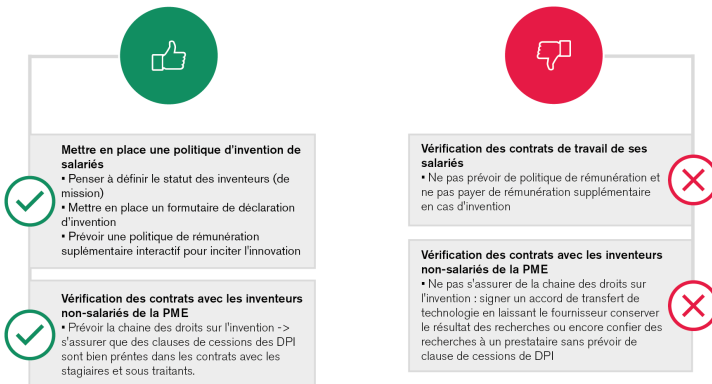 Mettre en place une politique d'invention de
salariés
• Penser à définir le statut des inventeurs (de
mission)
• Mettre en place un formutaire de déclaration
d'invention
• Prévoir une politique de rémunération
suplémentaire interactif pour inciter l'innovation
Vérification des contrats avec les inventeurs
non-salariés de la PME
• Prévoir la chaine des droits sur l'invention ->
s'assurer que des clauses de cessions des DPI
sont bien préntes dans les contrats avec les
stagiaires et sous traitants.
Vérification des contrats de travail de ses
salariés
• Ne pas prévoir de politique de rémunération et
ne pas payer de rémunération supplémentaire
en cas d'invention
Vérification des contrats avec les inventeurs
non-salariés de la PME
• Ne pas s'assurer de la chaine des droits sur
l'invention : signer un accord de transfert de
technologie en laissant le fournisseur conserver
le résultat des recherches ou encore confier des
recherches à un prestataire sans prévoir de
clause de cessions de DPI